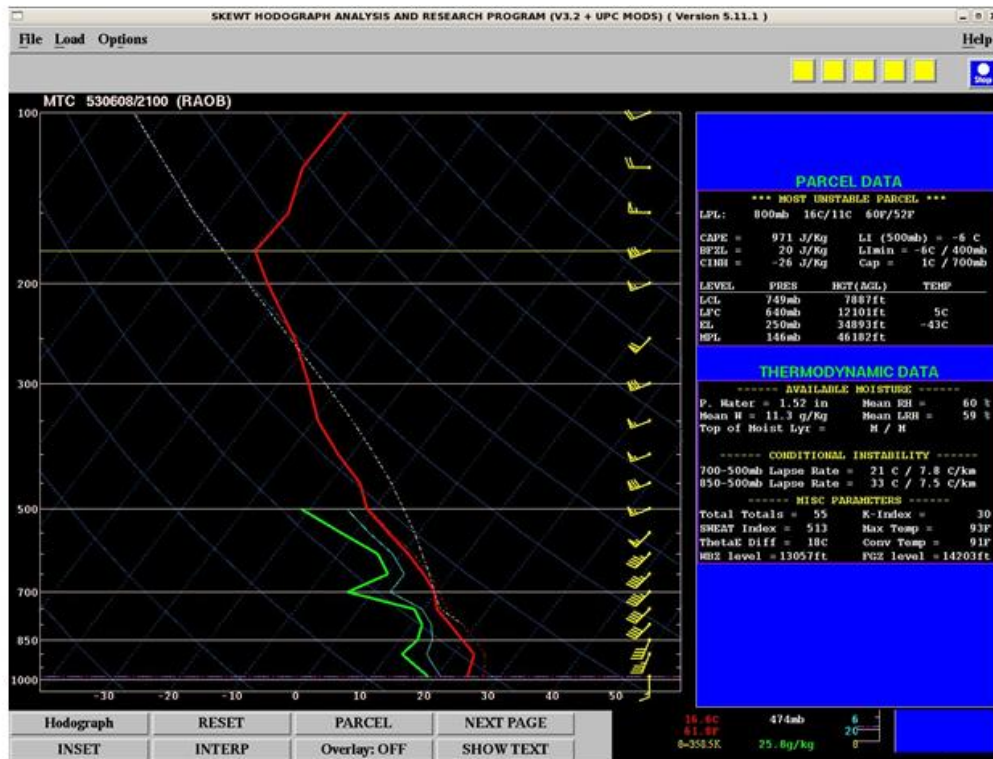 SKEWT HODOGRAPH ANALYSIS AND RESEARCH PROGRAM (V3.2 + UPC MODS) ( Version 5.11.1 )
File Load Options Help
Stop
MTC 530608/2100 (RAOB)
100
200
300
400
500
700
850
1000
-30 -20 -10 0 10 20 30 40 50
PARCEL DATA
*** MOST UNSTABLE PARCEL ***
LPL: 800mb 16C/11C 60F/52F
CAPE = 971 J/Kg LI (500mb) = -6 C
BFZL = 20 J/Kg LImin = -6C / 400mb
CINH = -26 J/Kg Cap = 1C / 700mb
LEVEL PRES HGT(AGL) TEMP
LCL 749mb 7887ft
LFC 640mb 12101ft 5C
EL 250mb 34893ft -43C
MPL 146mb 46182ft
THERMODYNAMIC DATA
------ AVAILABLE MOISTURE ------
P. Water = 1.52 in Mean RH = 60 %
Mean W = 11.3 g/Kg Mean LRH = 59 %
Top of Moist Lyr = M / M
------ CONDITIONAL INSTABILITY ------
700-500mb Lapse Rate = 21 C / 7.8 C/km
850-500mb Lapse Rate = 33 C / 7.5 C/km
------ MISC PARAMETERS ------
Total Totals = 55 K-Index = 30
SWEAT Index = 513 Max Temp = 93F
ThetaE Diff = 18C Conv Temp = 91F
WBZ level =13057ft FGZ level =14203ft
Hodograph RESET PARCEL NEXT PAGE
INSET INTERP Overlay: OFF SHOW TEXT
16.6C 474mb 6
61.8F 20
θ=358.5K 25.8g/kg